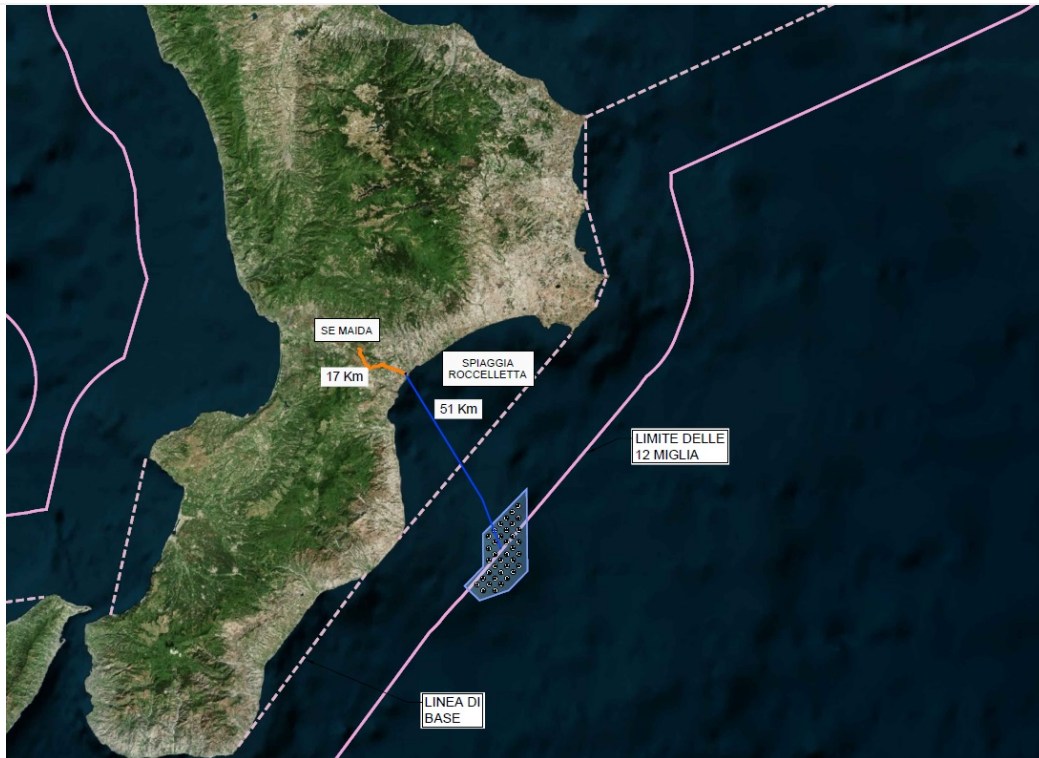 SE MAIDA
17 Km
SPIAGGIA
ROCCELLETTA
51 Km
LIMITE DELLE
12 MIGLIA
LINEA DI
BASE